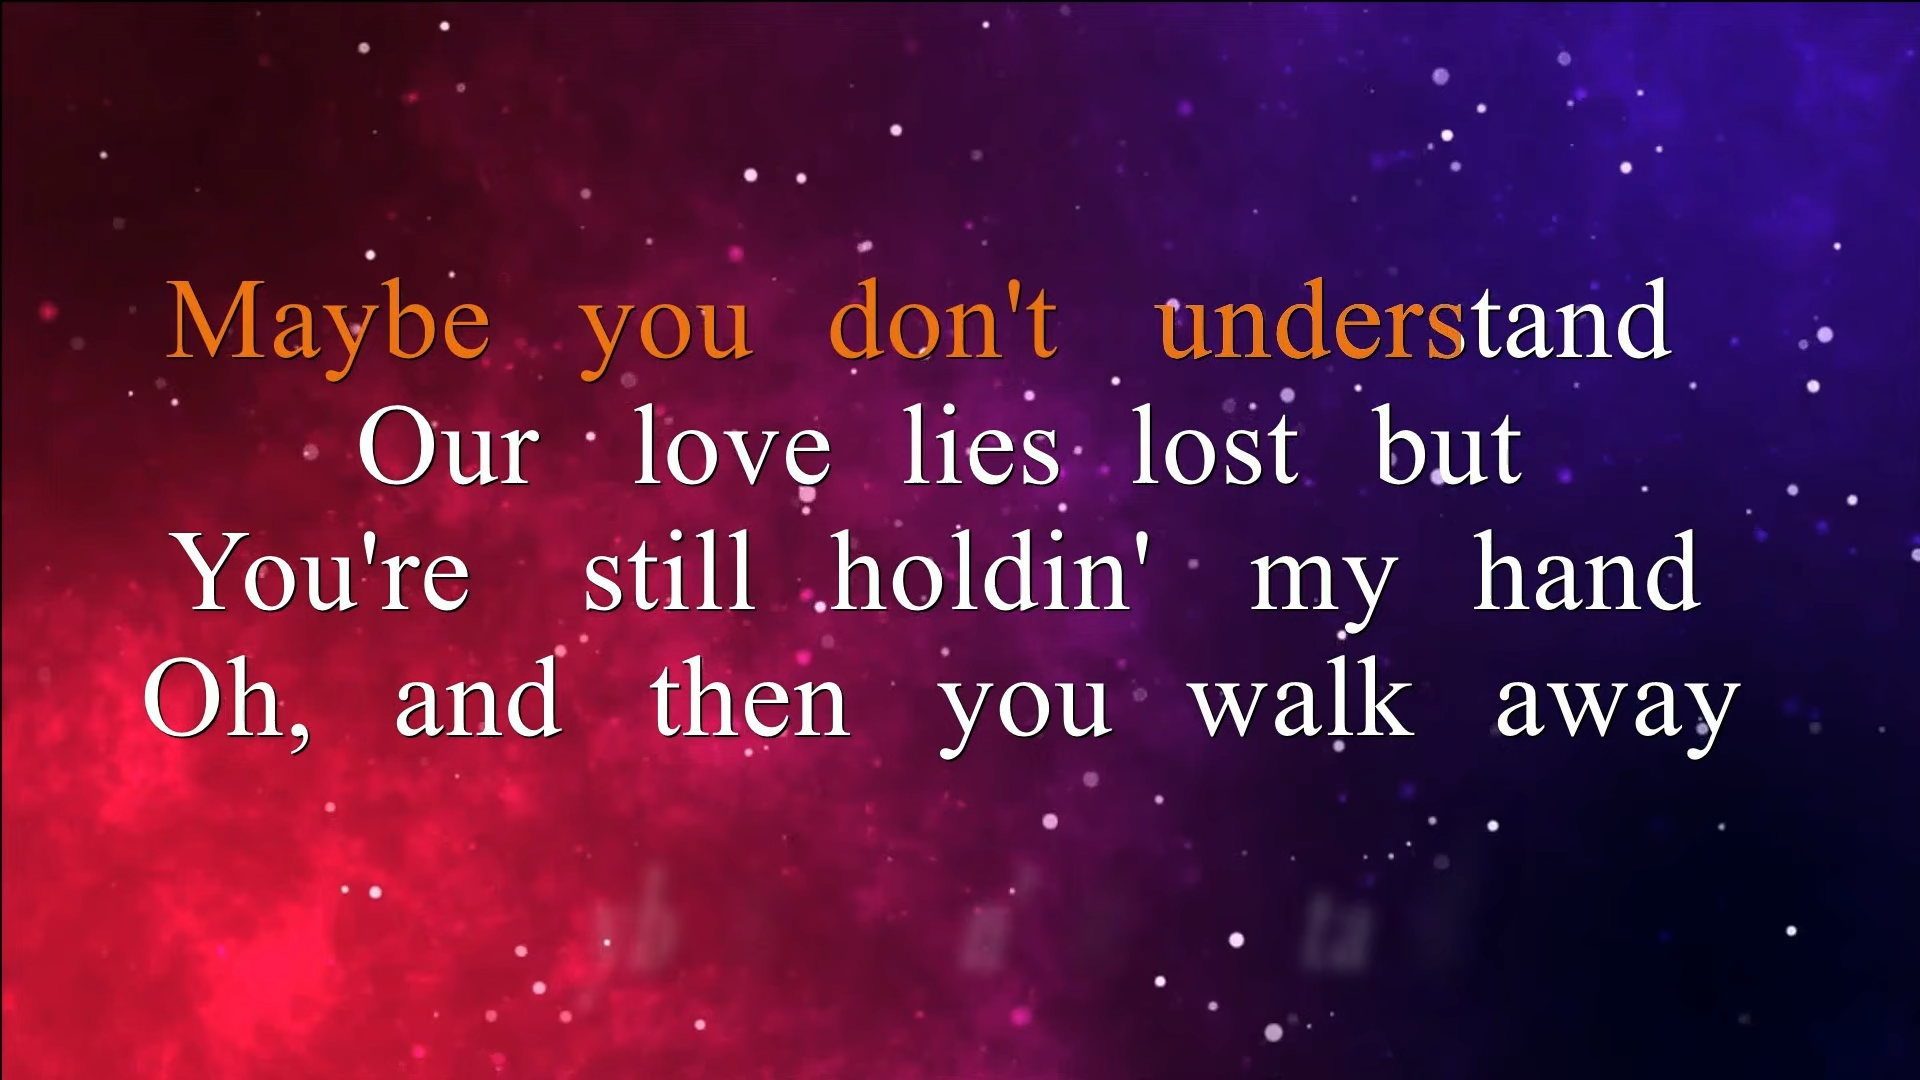 Maybe you don't understand
Our love lies lost but
You're still holdin' my hand
Oh, and then you walk away